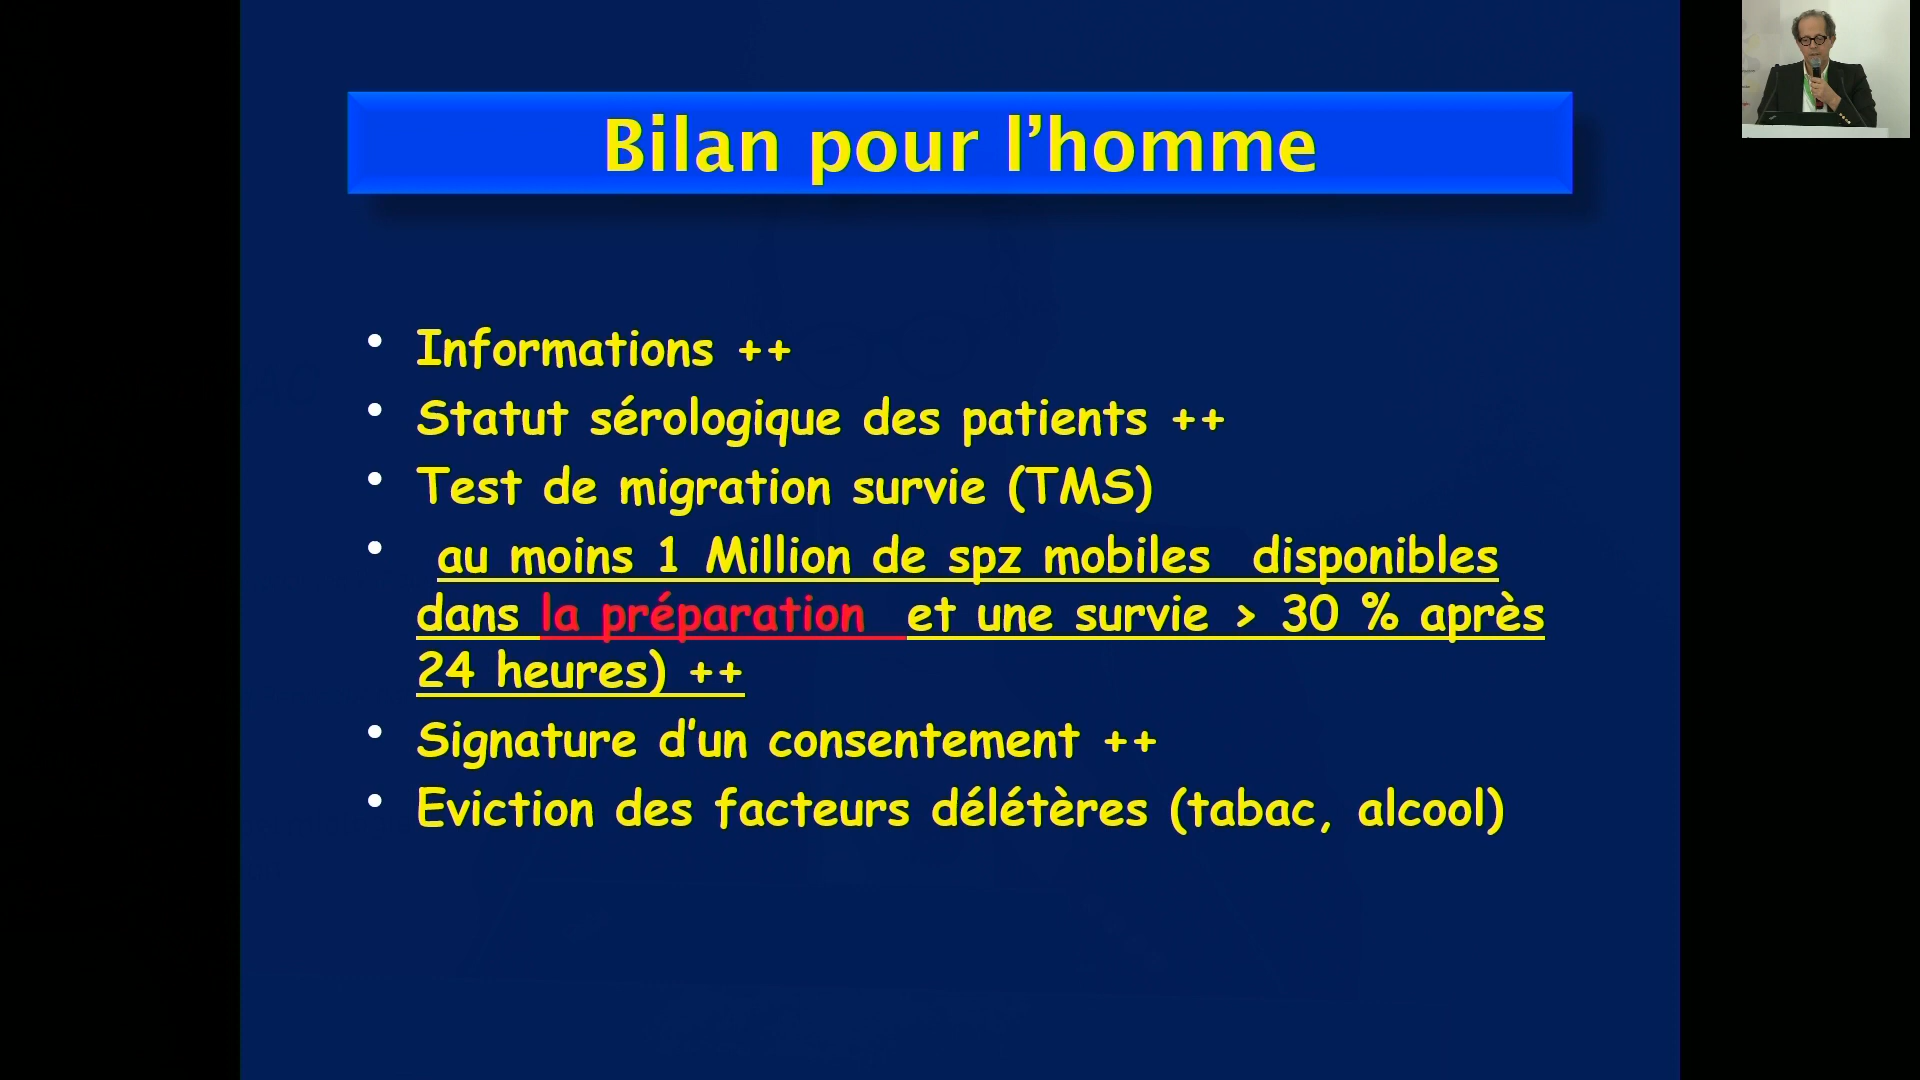 Bilan pour l’homme
• Informations ++
• Statut sérologique des patients ++
• Test de migration survie (TMS)
• au moins 1 Million de spz mobiles disponibles
dans la préparation et une survie > 30 % après
24 heures) ++
• Signature d’un consentement ++
• Eviction des facteurs délétères (tabac, alcool)